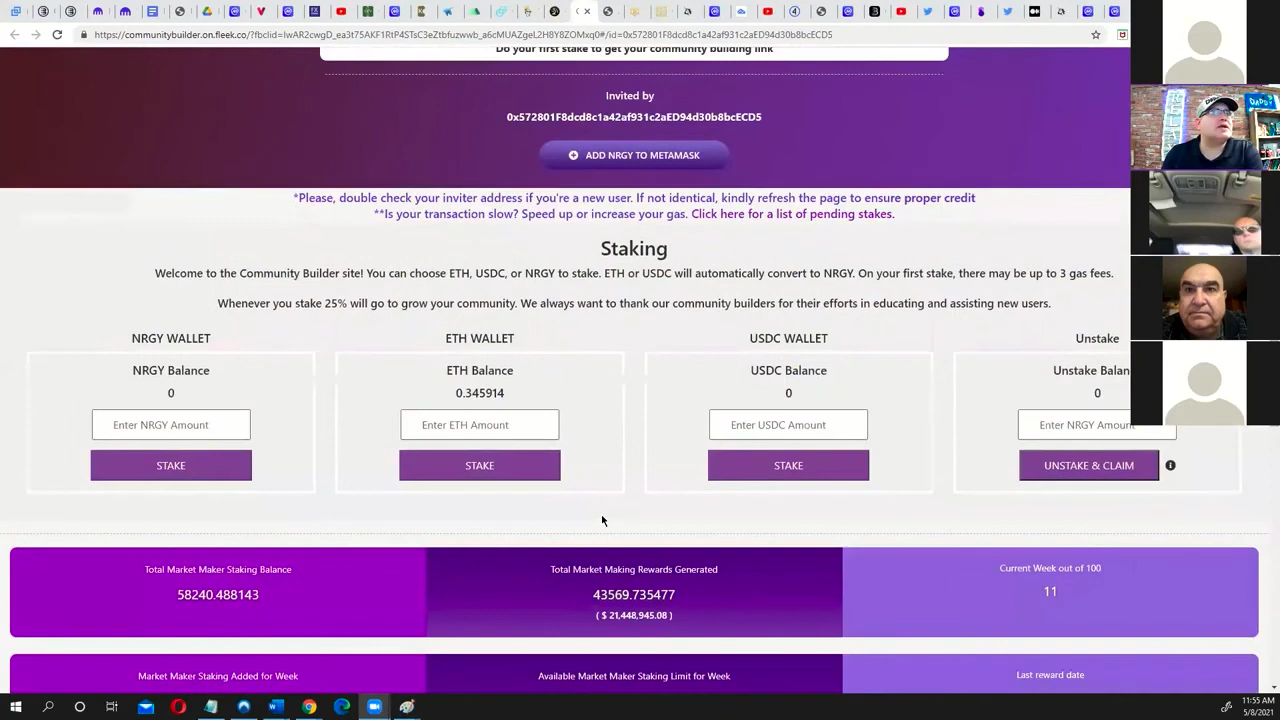 https://communitybuilder.on.fleek.co/?fbclid=IwAR2cwgD_ea3t75AKF1RtP4STsC3eZtbfuzwwb_a6cMUAZgeL2H8Y8ZOMxq0#/id=0x572801F8dcd8c1a42af931c2aED94d30b8bcECD5
Do your first stake to get your community building link
Invited by
0x572801F8dcd8c1a42af931c2aED94d30b8bcECD5
ADD NRGY TO METAMASK
*Please, double check your inviter address if you're a new user. If not identical, kindly refresh the page to ensure proper credit
**Is your transaction slow? Speed up or increase your gas. Click here for a list of pending stakes.
Staking
Welcome to the Community Builder site! You can choose ETH, USDC, or NRGY to stake. ETH or USDC will automatically convert to NRGY. On your first stake, there may be up to 3 gas fees.
Whenever you stake 25% will go to grow your community. We always want to thank our community builders for their efforts in educating and assisting new users.
NRGY WALLET
NRGY Balance
0
Enter NRGY Amount
STAKE
ETH WALLET
ETH Balance
0.345914
Enter ETH Amount
STAKE
USDC WALLET
USDC Balance
0
Enter USDC Amount
STAKE
Unstake
Unstake Balan
0
Enter NRGY Amount
UNSTAKE & CLAIM
Total Market Maker Staking Balance
58240.488143
Total Market Making Rewards Generated
43569.735477
( $ 21,448,945.08 )
Current Week out of 100
11
Market Maker Staking Added for Week
Available Market Maker Staking Limit for Week
Last reward date
DADDY
11:55 AM
5/8/2021